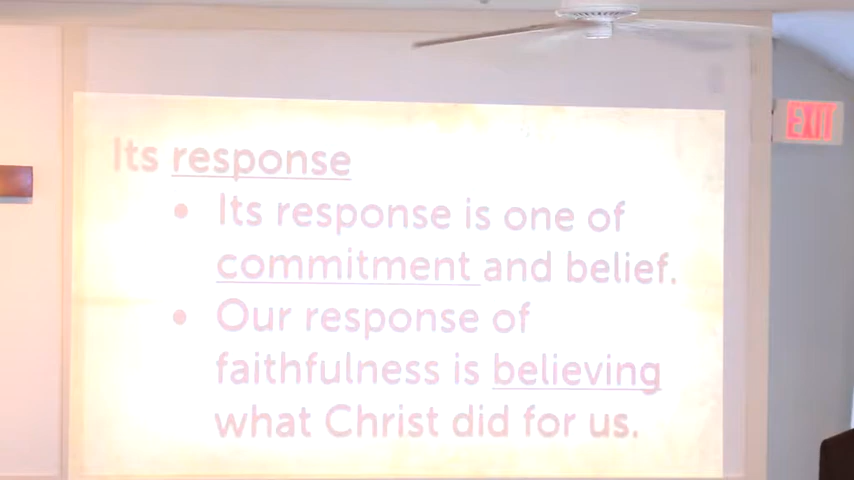 Its response
• Its response is one of
commitment and belief.
• Our response of
faithfulness is believing
what Christ did for us.
EXIT